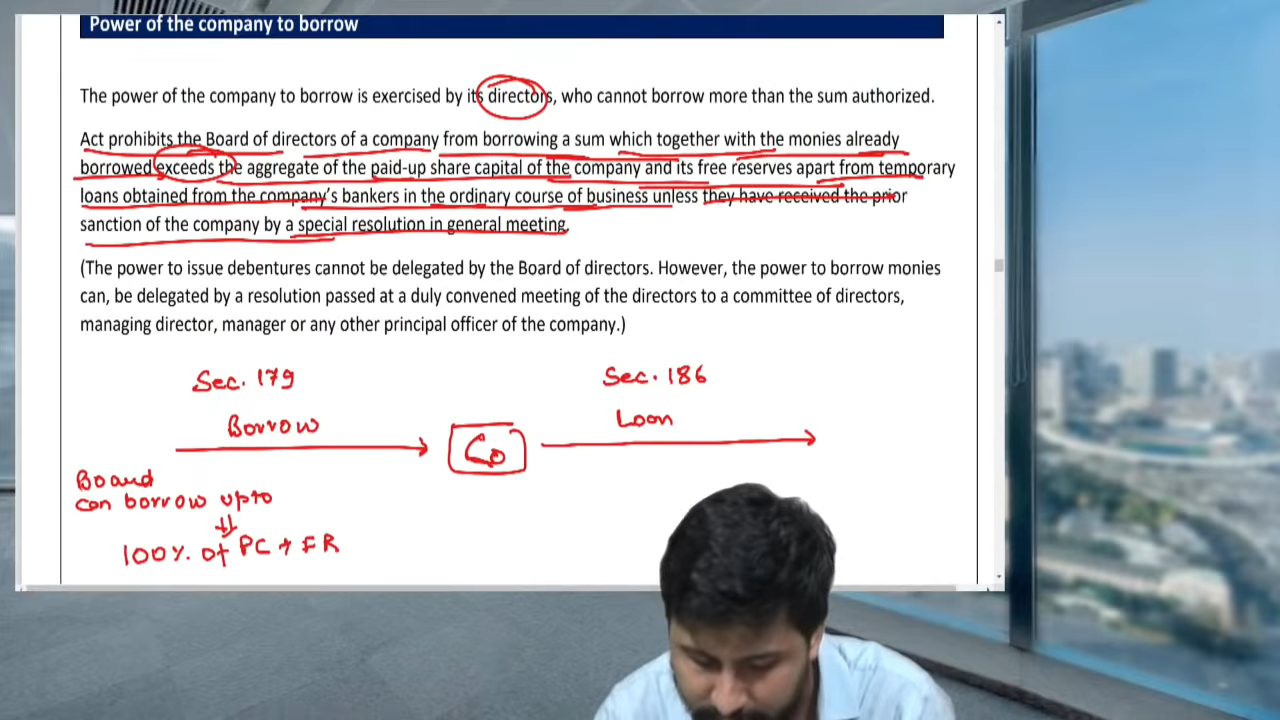 Power of the company to borrow
The power of the company to borrow is exercised by its directors, who cannot borrow more than the sum authorized.
Act prohibits the Board of directors of a company from borrowing a sum which together with the monies already
borrowed exceeds the aggregate of the paid-up share capital of the company and its free reserves apart from temporary
loans obtained from the company's bankers in the ordinary course of business unless they have received the prior
sanction of the company by a special resolution in general meeting.
(The power to issue debentures cannot be delegated by the Board of directors. However, the power to borrow monies
can, be delegated by a resolution passed at a duly convened meeting of the directors to a committee of directors,
managing director, manager or any other principal officer of the company.)
Sec. 179
Sec. 186
Borrow
Loan
Co
Board
can borrow upto
100% of PC + FR